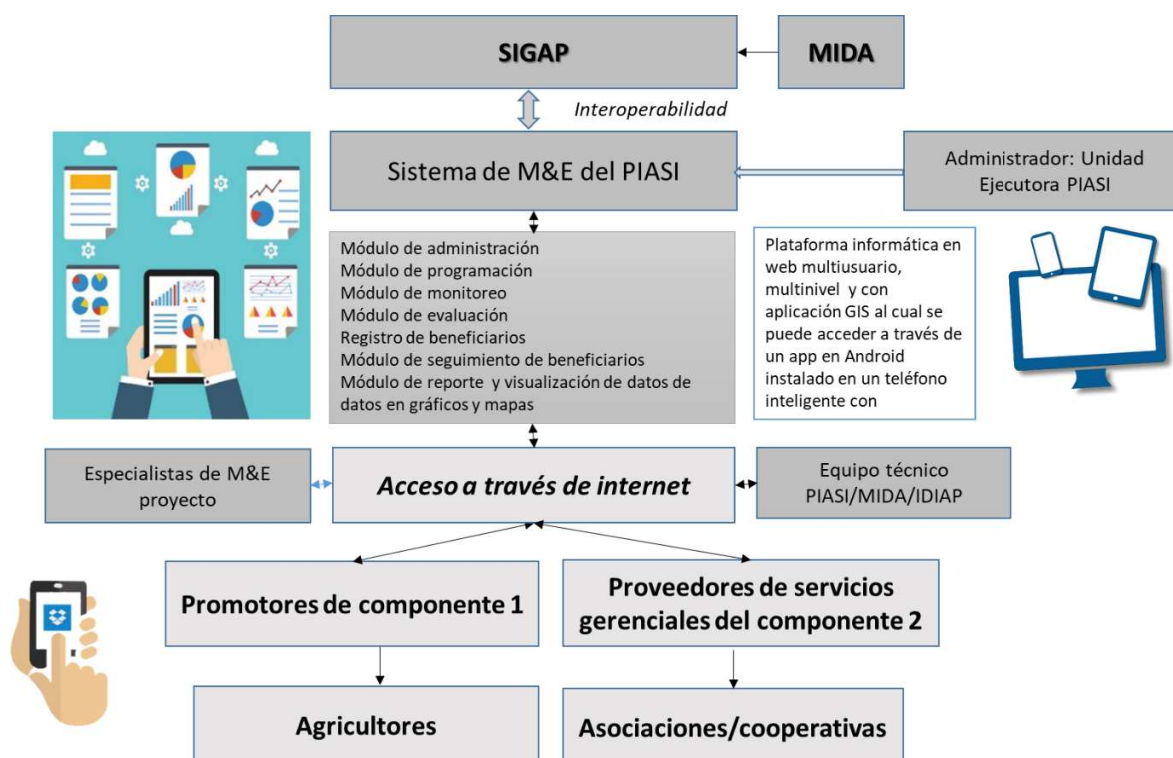 SIGAP
MIDA
Interoperabilidad
Sistema de M&E del PIASI
Administrador: Unidad
Ejecutora PIASI
Módulo de administración
Módulo de programación
Módulo de monitoreo
Módulo de evaluación
Registro de beneficiarios
Módulo de seguimiento de beneficiarios
Módulo de reporte y visualización de datos de
datos en gráficos y mapas
Plataforma informática en
web multiusuario,
multinivel y con
aplicación GIS al cual se
puede acceder a través de
un app en Android
instalado en un teléfono
inteligente con
Especialistas de M&E
proyecto
Acceso a través de internet
Equipo técnico
PIASI/MIDA/IDIAP
Promotores de componente 1
Proveedores de servicios
gerenciales del componente 2
Agricultores
Asociaciones/cooperativas